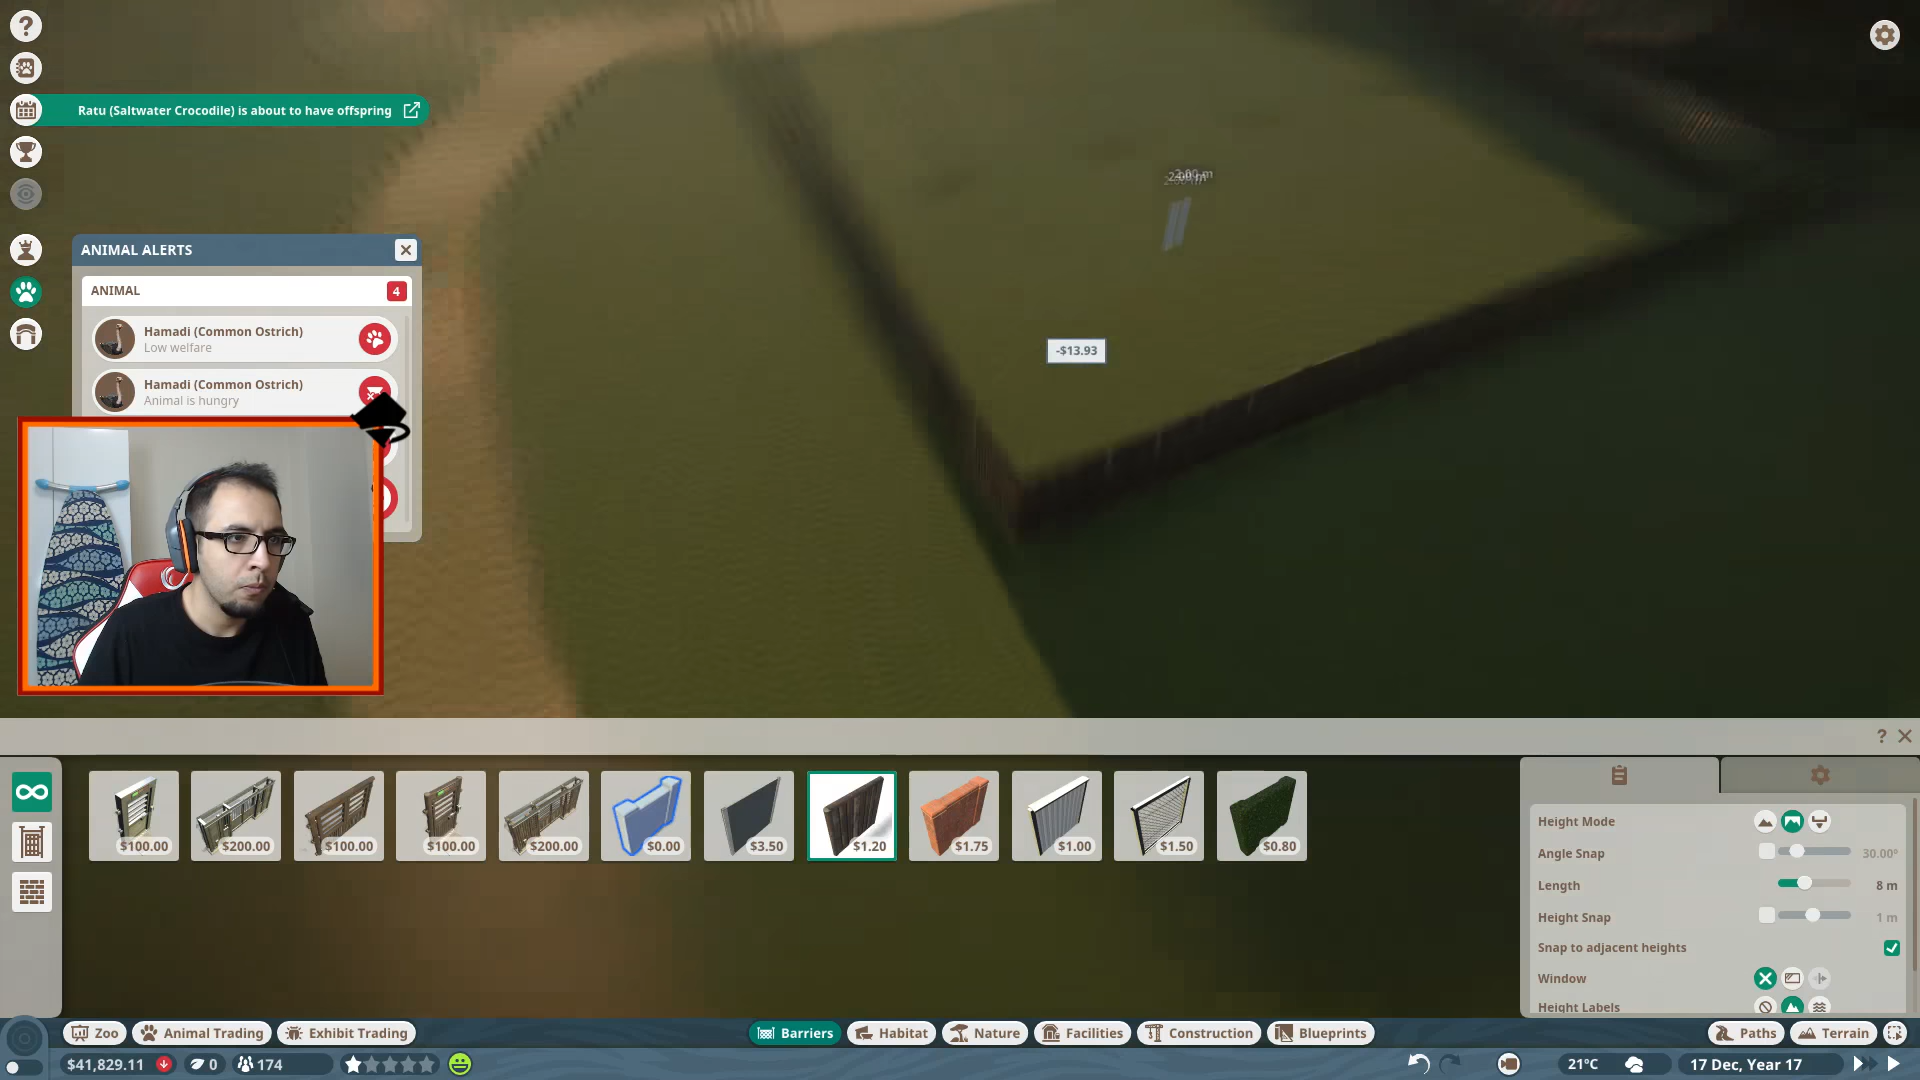 Ratu (Saltwater Crocodile) is about to have offspring
ANIMAL ALERTS
ANIMAL
4
Hamadi (Common Ostrich)
Low welfare
Hamadi (Common Ostrich)
Animal is hungry
-$13.93
$100.00
$200.00
$100.00
$100.00
$200.00
$0.00
$3.50
$1.20
$1.75
$1.00
$1.50
$0.80
?
?
Height Mode
Angle Snap
30.00°
Length
8 m
Height Snap
1 m
Snap to adjacent heights
Window
Height Labels
Zoo
Animal Trading
Exhibit Trading
Barriers
Habitat
Nature
Facilities
Construction
Blueprints
Paths
Terrain
$41,829.11
0
174
21°C
17 Dec, Year 17